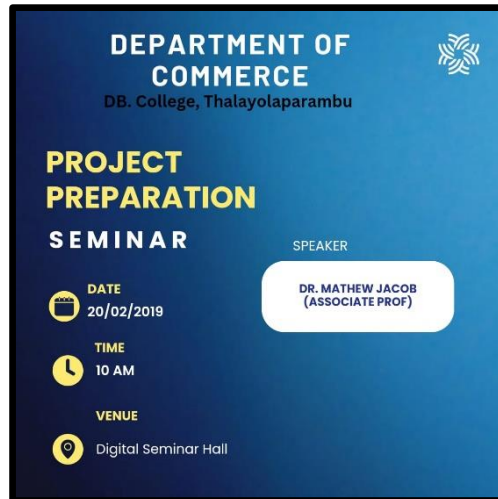 DEPARTMENT OF
COMMERCE
DB. College, Thalayolaparambu
PROJECT
PREPARATION
SEMINAR
SPEAKER
DR. MATHEW JACOB
(ASSOCIATE PROF)
DATE
20/02/2019
TIME
10 AM
VENUE
Digital Seminar Hall